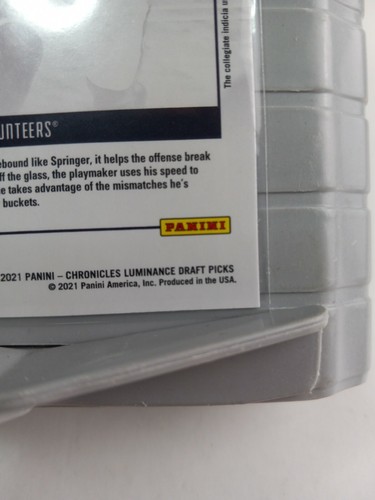 The collegiate indicia
UNTEERS®
ebound like Springer, it helps the offense break
ff the glass, the playmaker uses his speed to
e takes advantage of the mismatches he's
buckets.
PANINI
2021 PANINI – CHRONICLES LUMINANCE DRAFT PICKS
© 2021 Panini America, Inc. Produced in the USA.